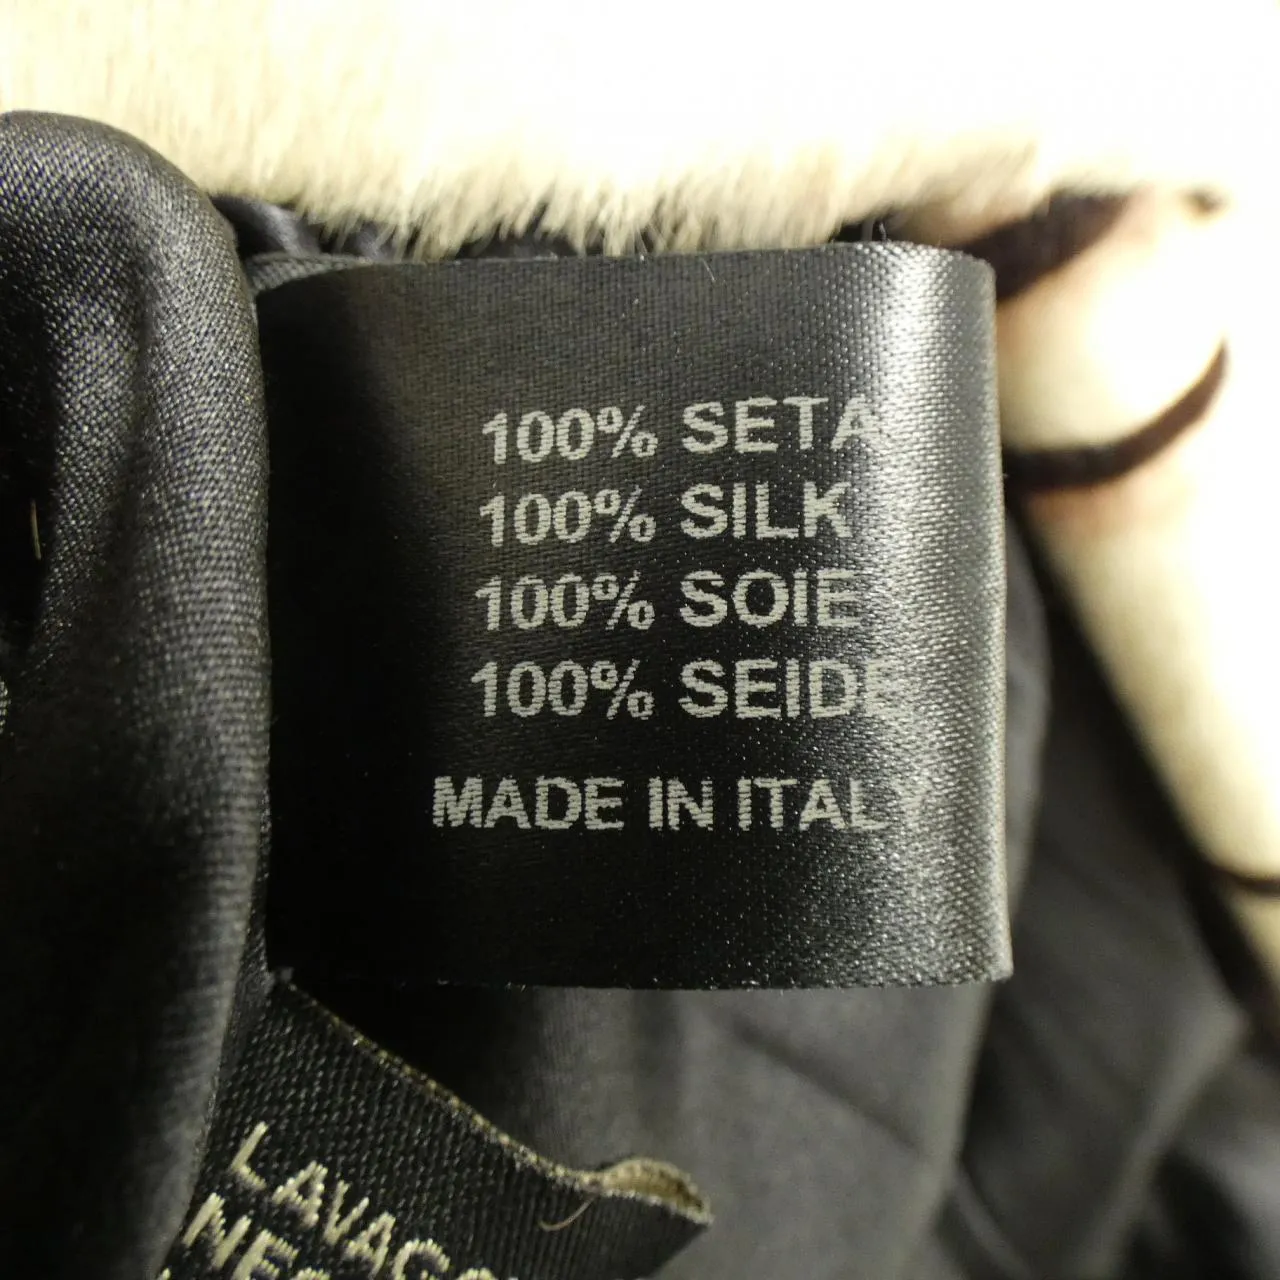 100% SETA
100% SILK
100% SOIE
100% SEIDE
MADE IN ITALY